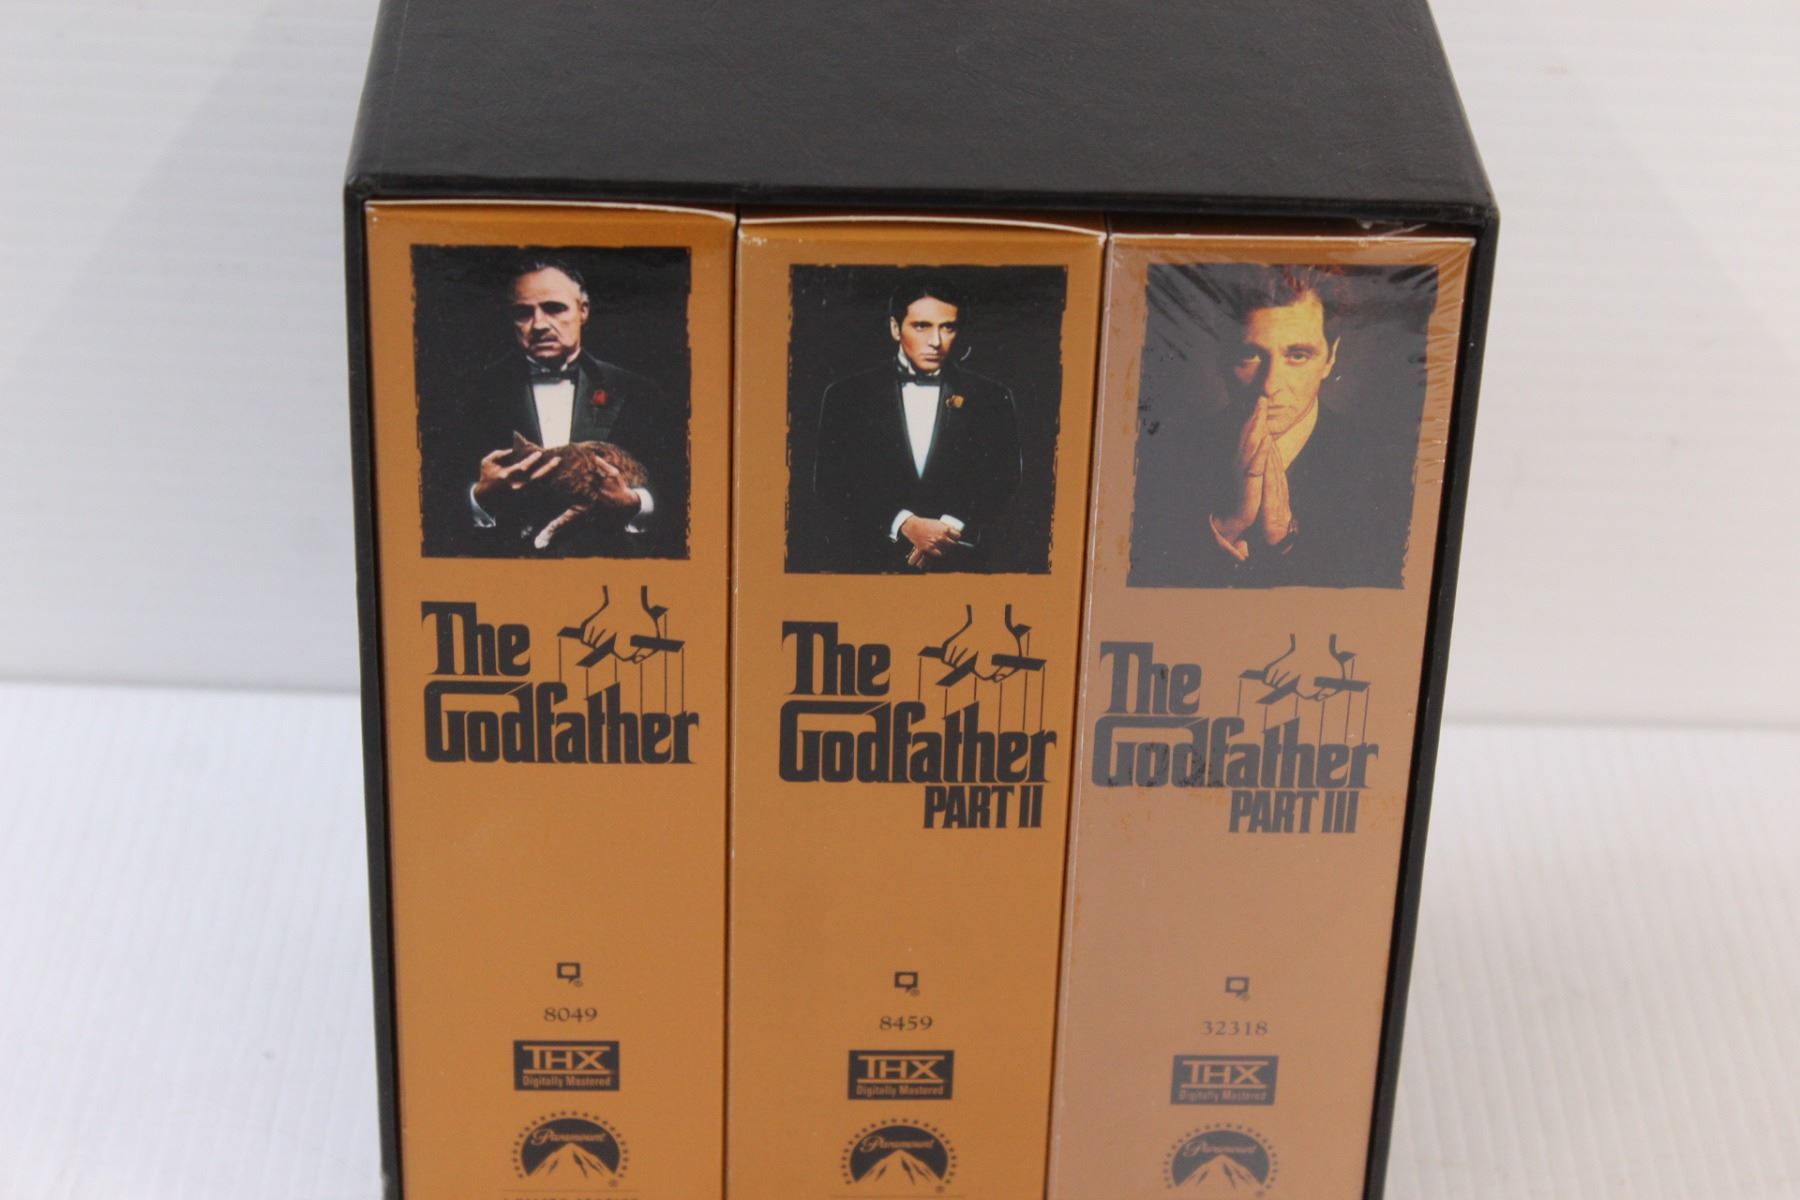 The
Godfather
8049
THX
Digitally Mastered
Paramount
The
Godfather
PART II
8459
THX
Digitally Mastered
Paramount
The
Godfather
PART III
32318
THX
Digitally Mastered
Paramount